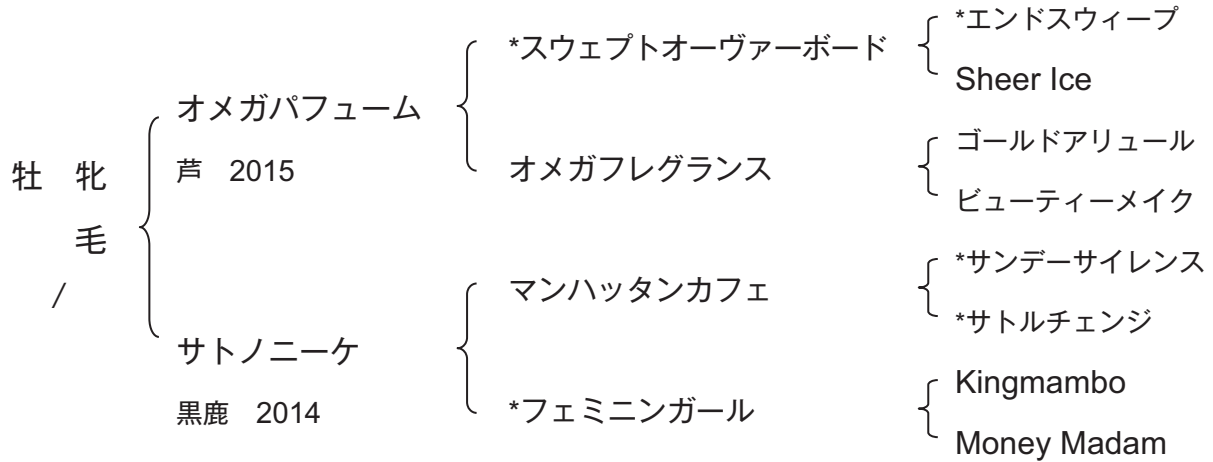 牡　牝
毛
/
オメガパフューム
芦　2015
サトノニーケ
黒鹿　2014
*スウェプトオーヴァーボード
オメガフレグランス
マンハッタンカフェ
*フェミニンガール
*エンドスウィープ
Sheer Ice
ゴールドアリュール
ビューティーメイク
*サンデーサイレンス
*サトルチェンジ
Kingmambo
Money Madam